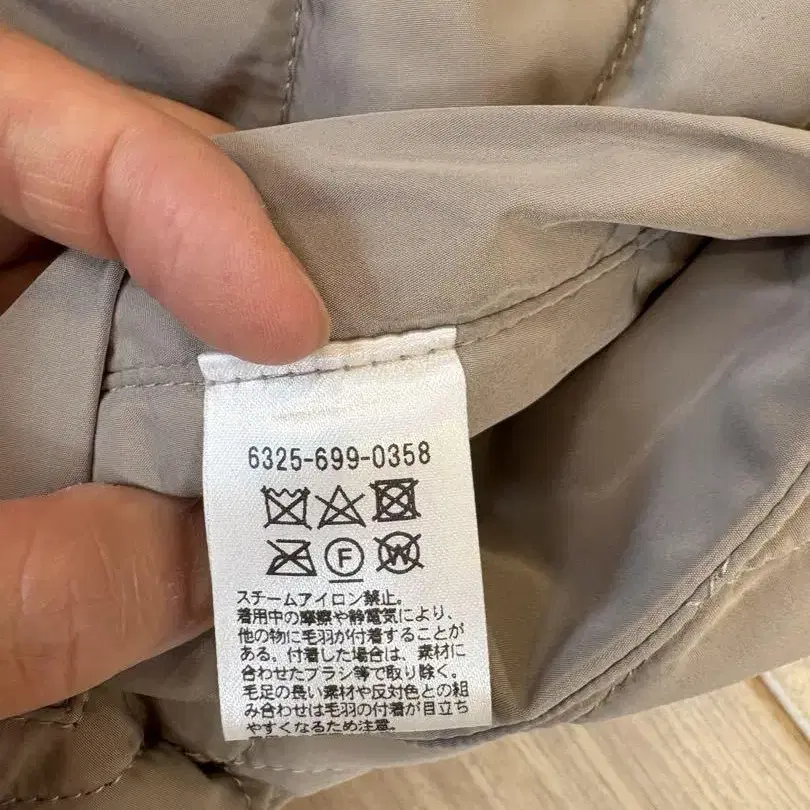 6325-699-0358
F
W
スチームアイロン禁止。
着用中の摩擦や静電気により、
他の物に毛羽が付着することが
ある。付着した場合は、素材に
合わせたブラシ等で取り除く。
毛足の長い素材や反対色との組
み合わせは毛羽の付着が目立ち
やすくなるため注意。